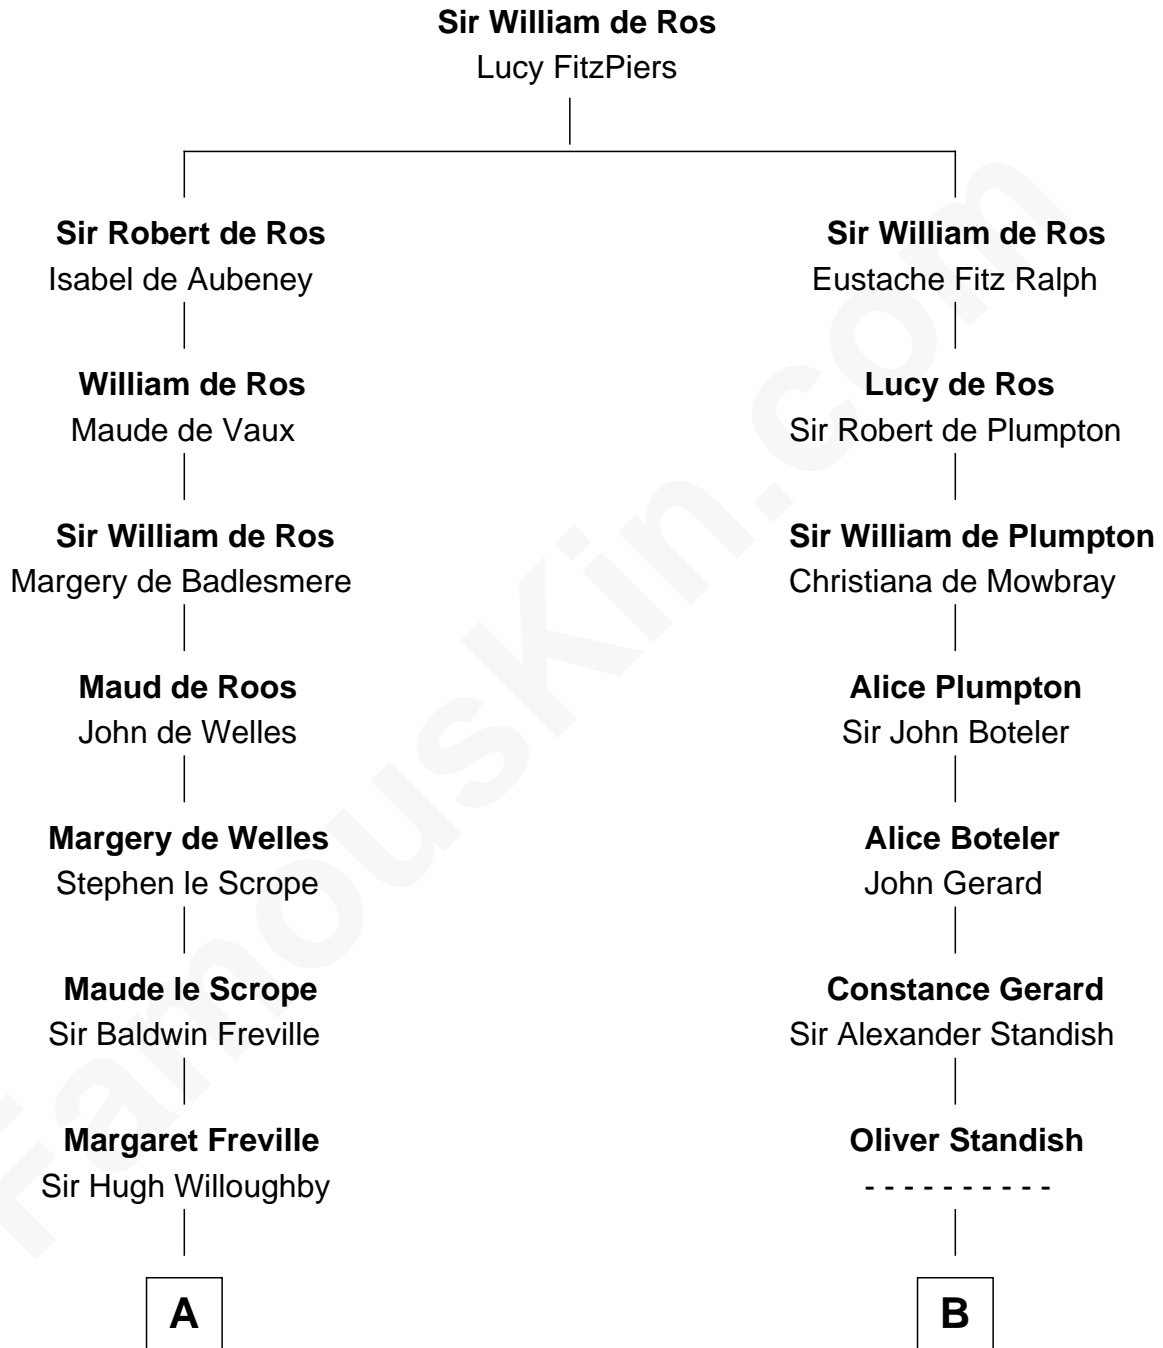 Sir William de Ros
Lucy FitzPiers
Sir Robert de Ros
Isabel de Aubeney
Sir William de Ros
Eustache Fitz Ralph
William de Ros
Maude de Vaux
Lucy de Ros
Sir Robert de Plumpton
Sir William de Ros
Margery de Badlesmere
Sir William de Plumpton
Christiana de Mowbray
Maud de Roos
John de Welles
Alice Plumpton
Sir John Boteler
Margery de Welles
Stephen le Scrope
Alice Boteler
John Gerard
Maude le Scrope
Sir Baldwin Freville
Constance Gerard
Sir Alexander Standish
Margaret Freville
Sir Hugh Willoughby
Oliver Standish
- - - - - - - - - -
A
B
FamousKin.com